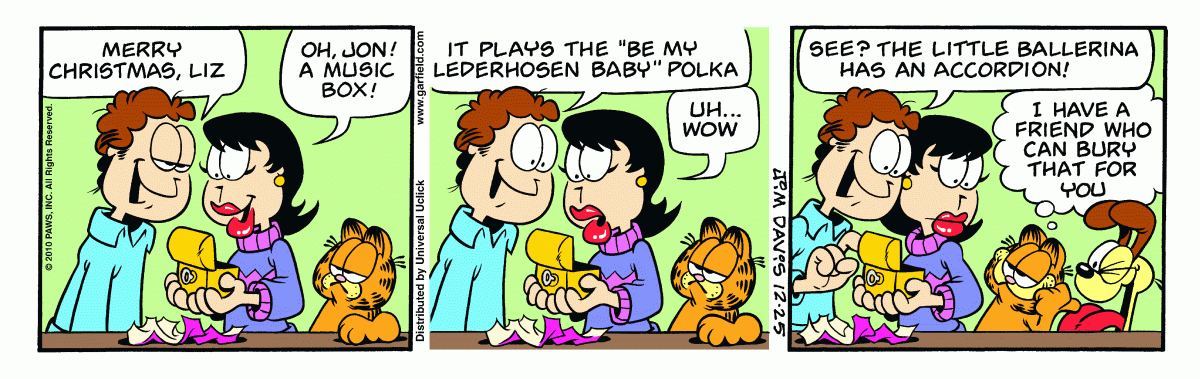 MERRY
CHRISTMAS, LIZ
OH, JON!
A MUSIC
BOX!
© 2010 PAWS, INC. All Rights Reserved.
IT PLAYS THE "BE MY
LEDERHOSEN BABY" POLKA
UH...
WOW
www.garfield.com
Distributed by Universal Uclick
SEE? THE LITTLE BALLERINA
HAS AN ACCORDION!
I HAVE A
FRIEND WHO
CAN BURY
THAT FOR
YOU
JIM DAVIS 12-25